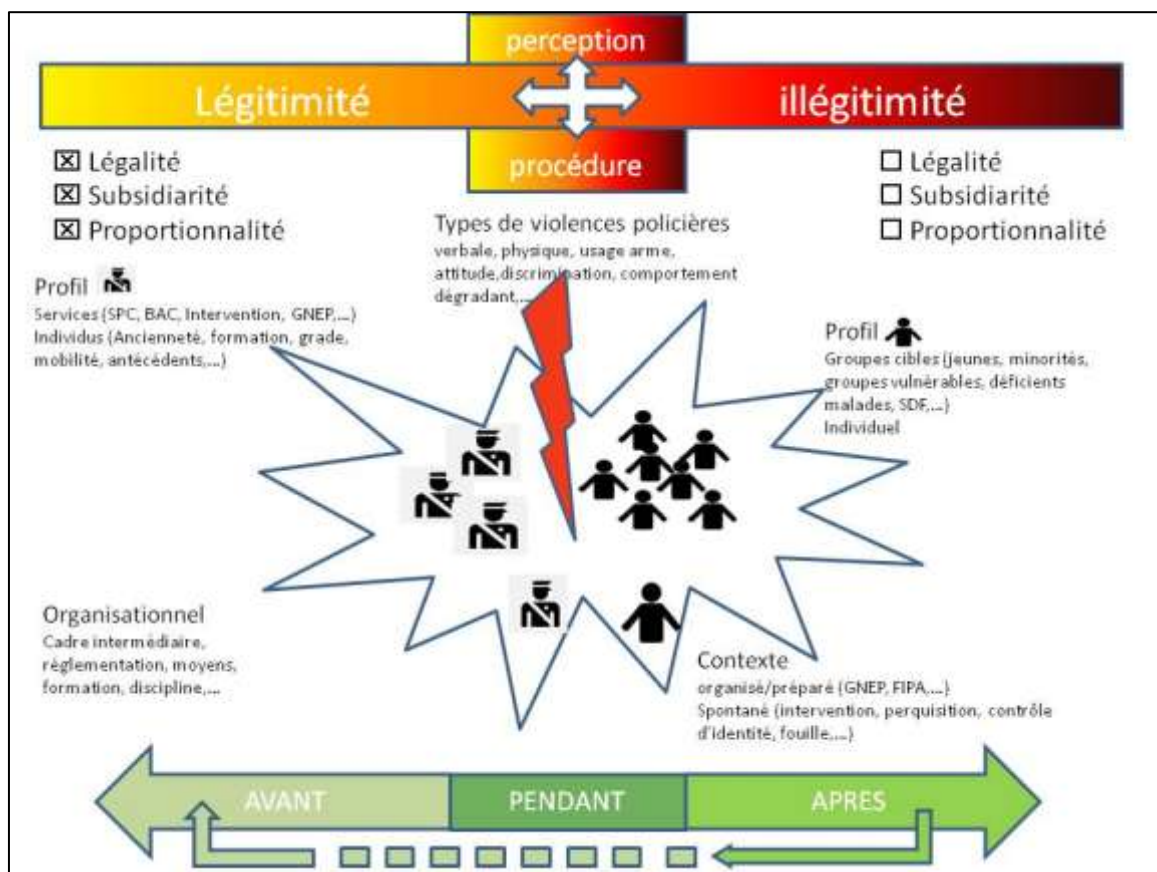 perception
Légitimité
illégitimité
procédure
☒ Légalité
☒ Subsidiarité
☒ Proportionnalité
☐ Légalité
☐ Subsidiarité
☐ Proportionnalité
Types de violences policières
verbale, physique, usage arme,
attitude,discrimination, comportement
dégradant,...
Profil
Services (SPC, BAC, Intervention, GNEP,...)
Individus (Ancienneté, formation, grade,
mobilité, antécédents,...)
Profil
Groupes cibles (jeunes, minorités,
groupes vulnérables, déficients
malades, SDF,...)
Individuel
Organisationnel
Cadre intermédiaire,
règlementation, moyens,
formation, discipline,...
Contexte
organisé/préparé (GNEP, FIPA,...)
Spontané (intervention, perquisition, contrôle
d'identité, fouille,...)
AVANT
PENDANT
APRES